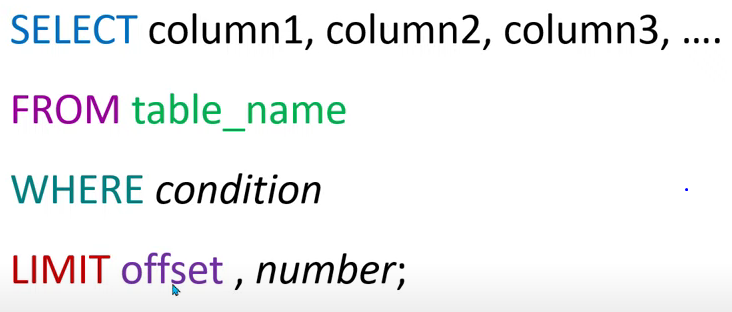 SELECT column1, column2, column3, ....
FROM table_name
WHERE condition
LIMIT offset , number;